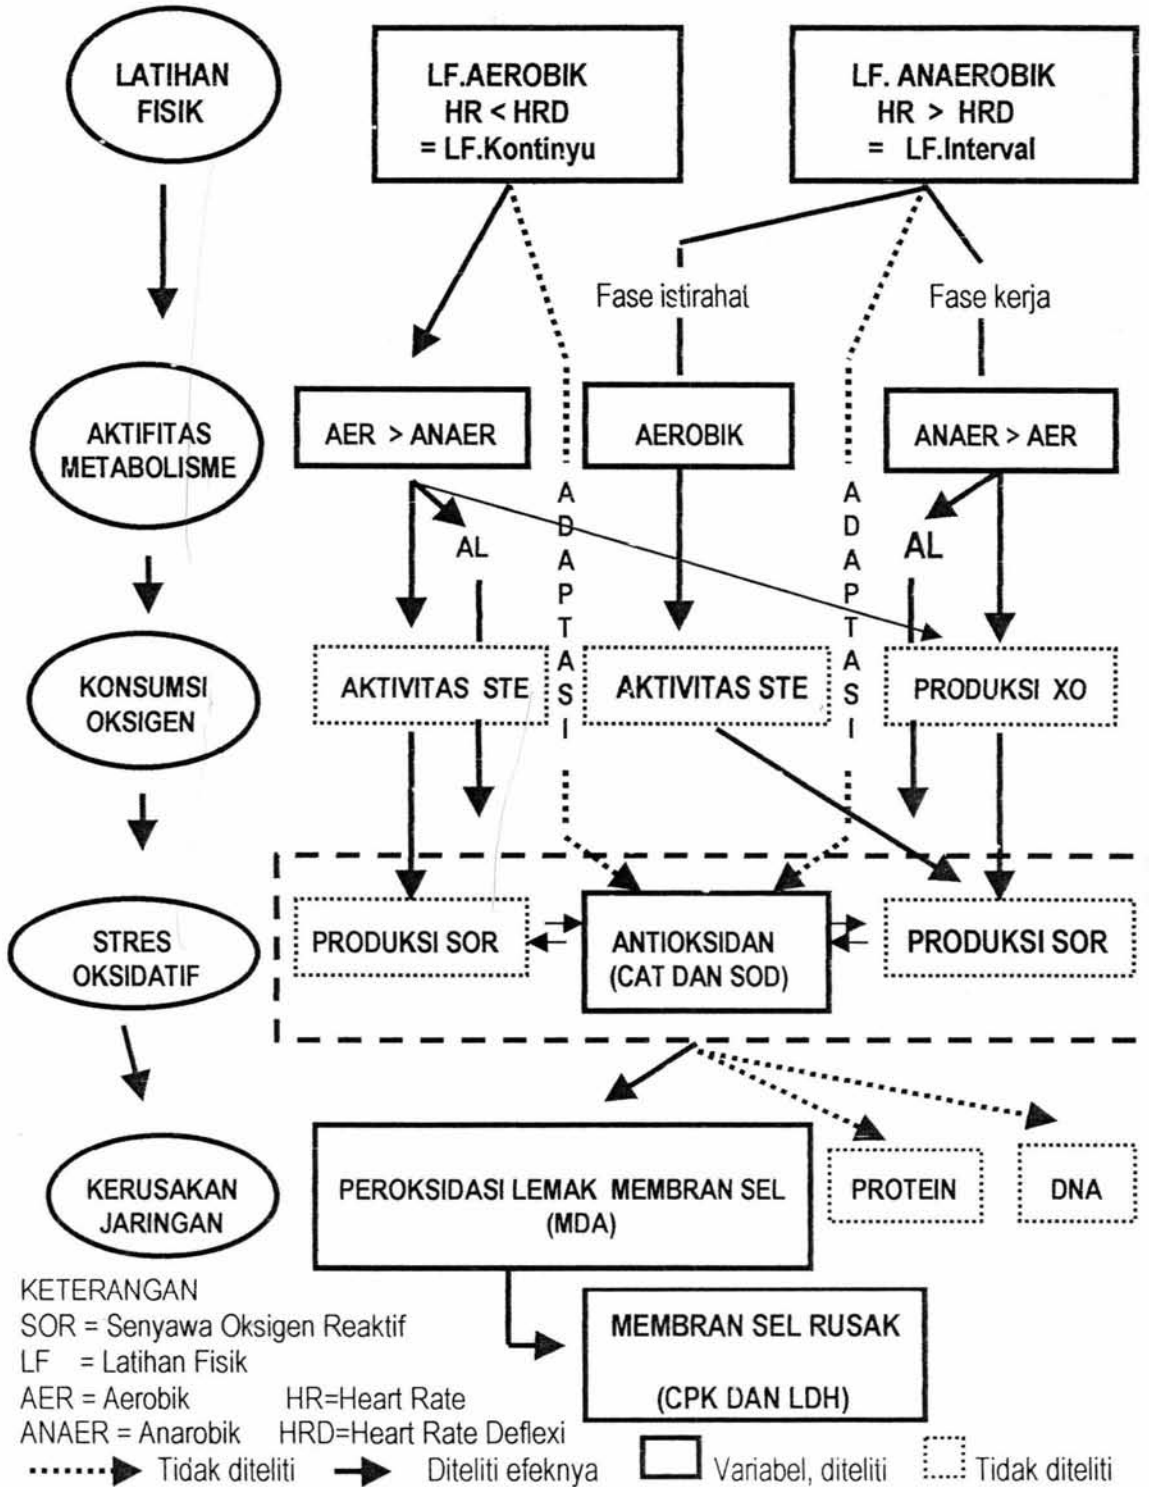 LATIHAN
FISIK
LF.AEROBIK
HR < HRD
= LF.Kontinyu
LF. ANAEROBIK
HR > HRD
= LF.Interval
Fase istirahat
Fase kerja
AKTIFITAS
METABOLISME
AER > ANAER
AEROBIK
ANAER > AER
AL
ADAPTASI
ADAPTASI
AL
KONSUMSI
OKSIGEN
AKTIVITAS STE
AKTIVITAS STE
PRODUKSI XO
STRES
OKSIDATIF
PRODUKSI SOR
ANTIOKSIDAN
(CAT DAN SOD)
PRODUKSI SOR
KERUSAKAN
JARINGAN
PEROKSIDASI LEMAK MEMBRAN SEL
(MDA)
PROTEIN
DNA
MEMBRAN SEL RUSAK
(CPK DAN LDH)
KETERANGAN
SOR = Senyawa Oksigen Reaktif
LF = Latihan Fisik
AER = Aerobik HR=Heart Rate
ANAER = Anarobik HRD=Heart Rate Deflexi
Tidak diteliti Diteliti efeknya Variabel, diteliti Tidak diteliti